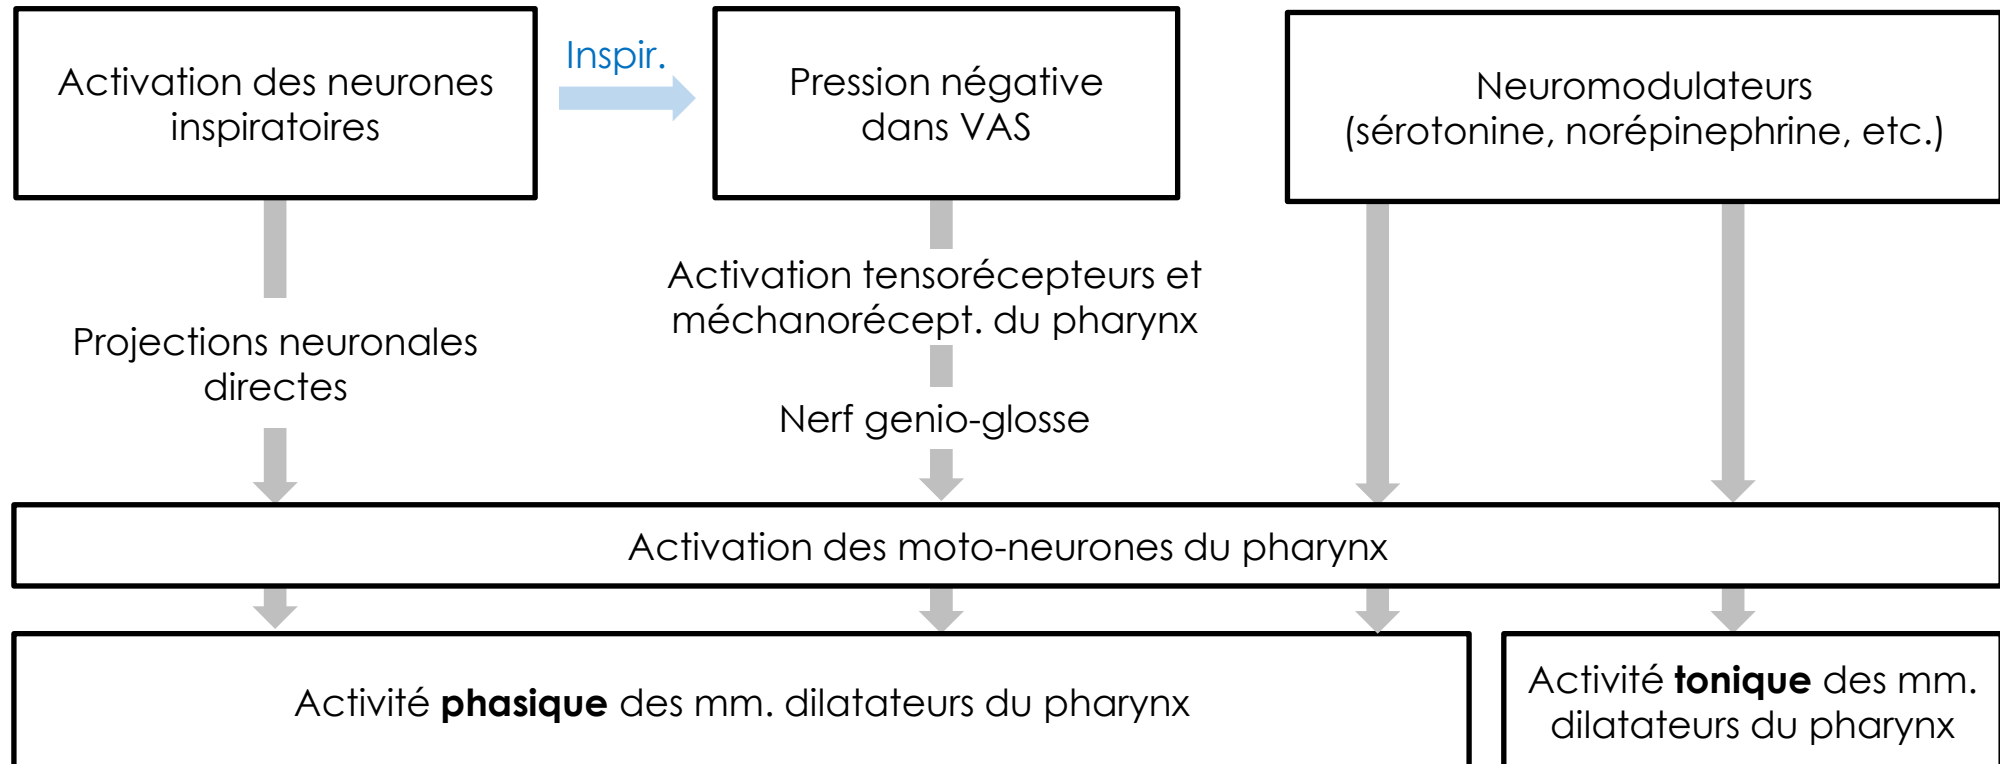 Activation des neurones
inspiratoires
Inspir.
Pression négative
dans VAS
Neuromodulateurs
(sérotonine, norépinephrine, etc.)
Projections neuronales
directes
Activation tensorécepteurs et
méchanorécept. du pharynx
Nerf genio-glosse
Activation des moto-neurones du pharynx
Activité phasique des mm. dilatateurs du pharynx
Activité tonique des mm.
dilatateurs du pharynx